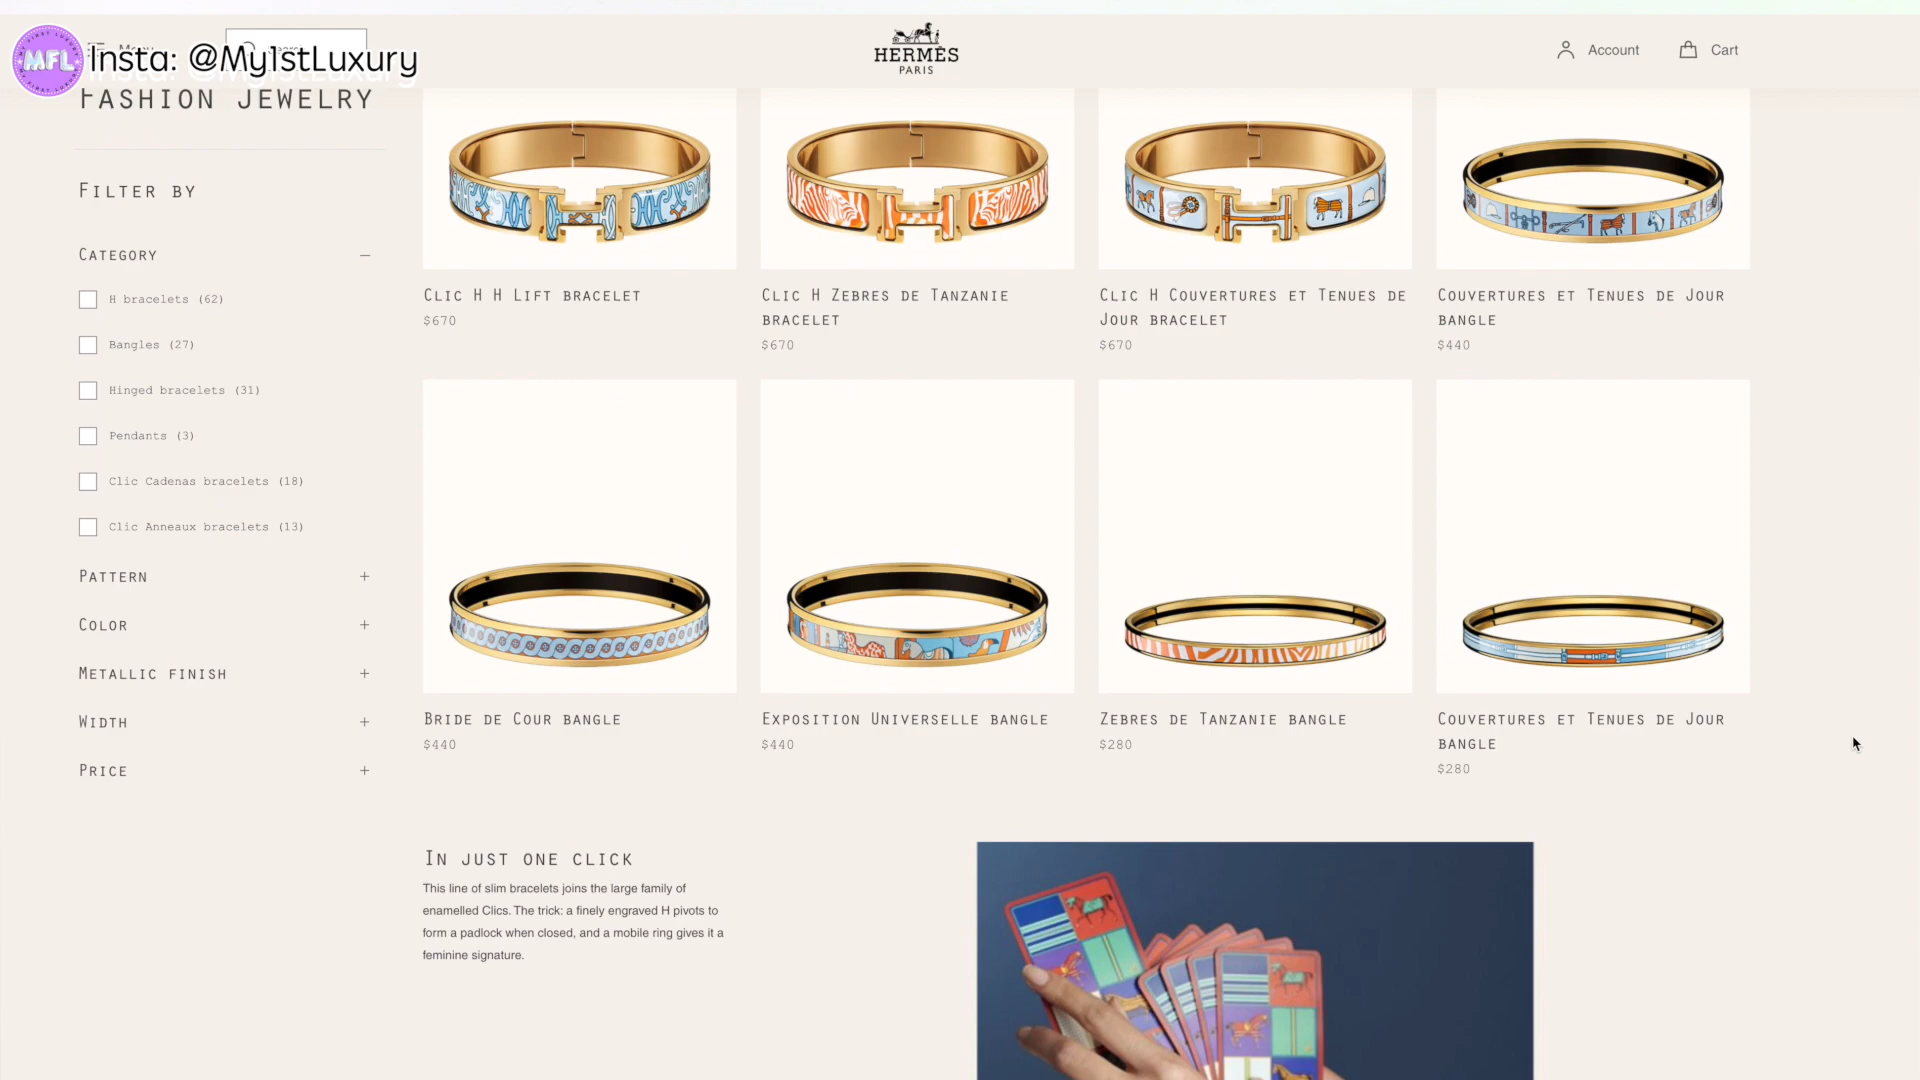 MFL
Insta: @My1stLuxury
HERMÈS
PARIS
Account
Cart
FASHION JEWELRY
FILTER BY
CATEGORY
H bracelets (62)
Bangles (27)
Hinged bracelets (31)
Pendants (3)
Clic Cadenas bracelets (18)
Clic Anneaux bracelets (13)
PATTERN
COLOR
METALLIC FINISH
WIDTH
PRICE
CLIC H H LIFT BRACELET
$670
CLIC H ZEBRES DE TANZANIE
BRACELET
$670
CLIC H COUVERTURES ET TENUES DE
JOUR BRACELET
$670
COUVERTURES ET TENUES DE JOUR
BANGLE
$440
BRIDE DE COUR BANGLE
$440
EXPOSITION UNIVERSELLE BANGLE
$440
ZEBRES DE TANZANIE BANGLE
$280
COUVERTURES ET TENUES DE JOUR
BANGLE
$280
IN JUST ONE CLICK
This line of slim bracelets joins the large family of
enamelled Clics. The trick: a finely engraved H pivots to
form a padlock when closed, and a mobile ring gives it a
feminine signature.